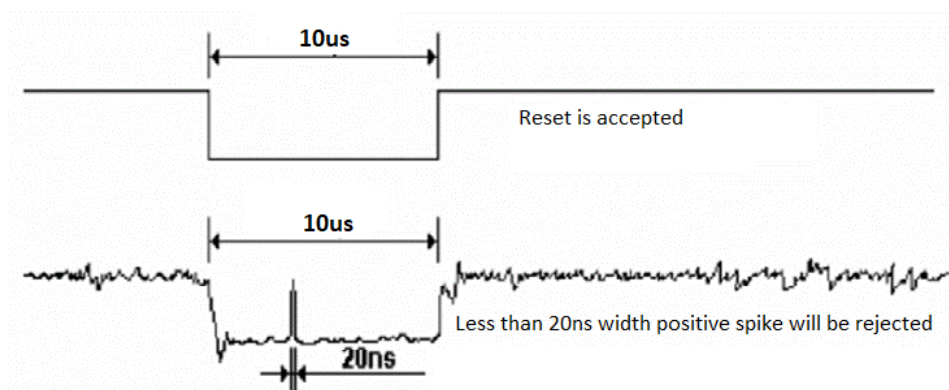 10us
Reset is accepted
10us
Less than 20ns width positive spike will be rejected
20ns